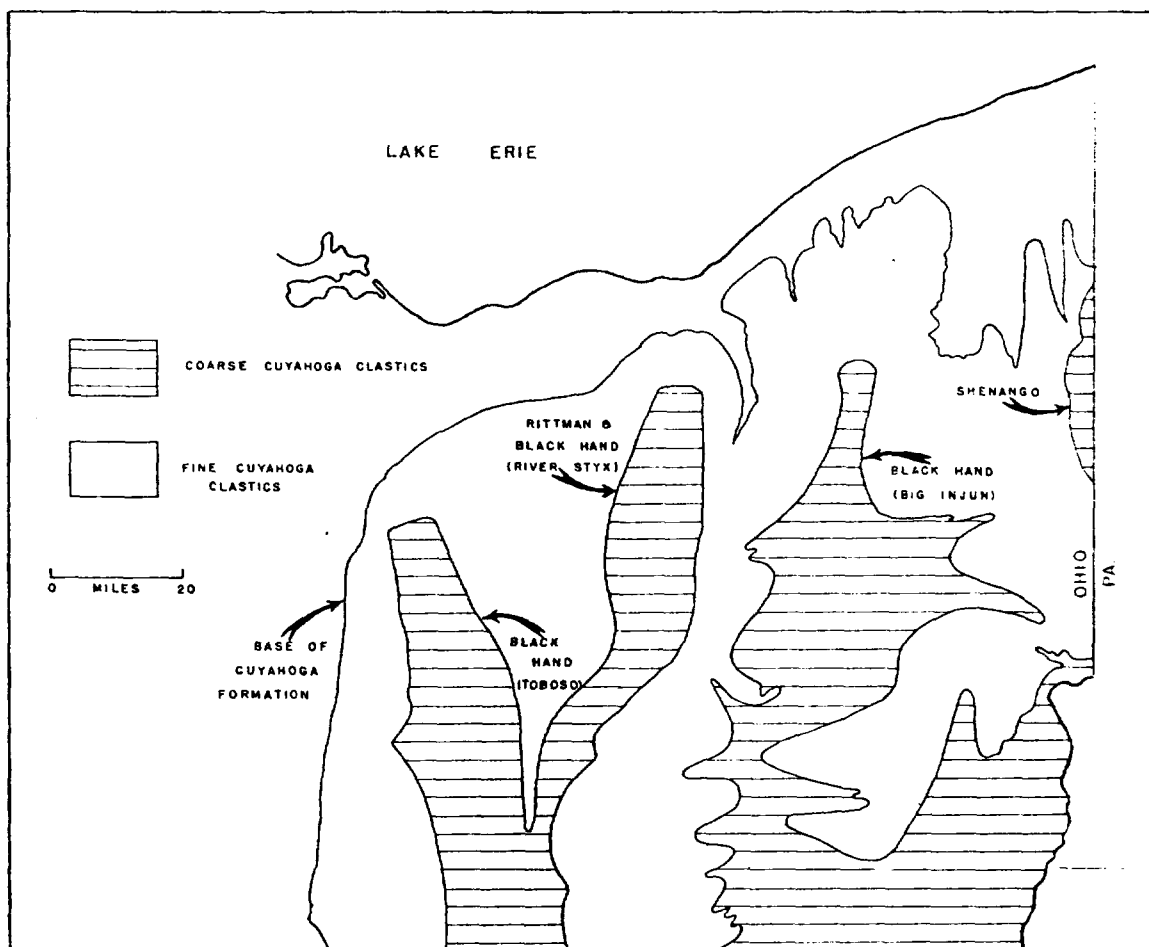 LAKE ERIE
COARSE CUYAHOGA CLASTICS
FINE CUYAHOGA
CLASTICS
0 MILES 20
BASE OF
CUYAHOGA
FORMATION
RITTMAN &
BLACK HAND
(RIVER STYX)
BLACK
HAND
(TOBOSO)
BLACK HAND
(BIG INJUN)
SHENANGO
OHIO
PA.